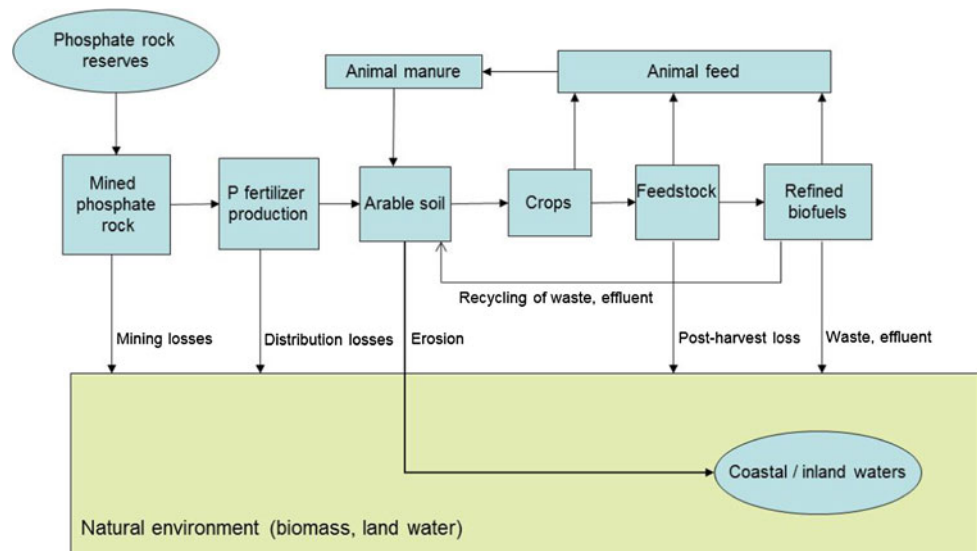 Phosphate rock
reserves
Animal manure
Animal feed
Mined
phosphate
rock
P fertilizer
production
Arable soil
Crops
Feedstock
Refined
biofuels
Recycling of waste, effluent
Mining losses
Distribution losses
Erosion
Post-harvest loss
Waste, effluent
Coastal / inland waters
Natural environment (biomass, land water)